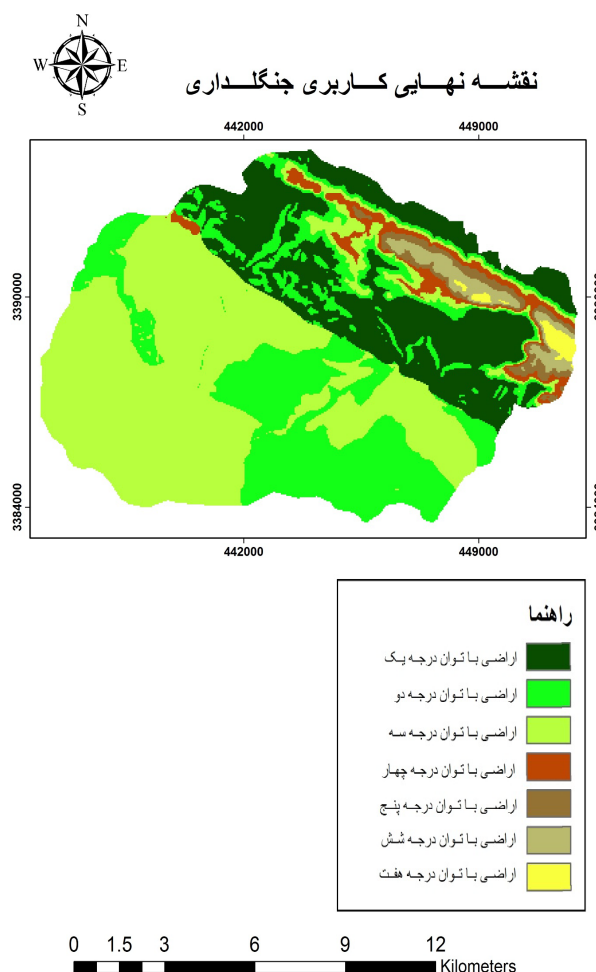 N
W E
S
نقشه نهایی کاربری جنگلداری
442000 449000
3390000
3384000
442000 449000
راهنما
اراضی با توان درجه یک
اراضی با توان درجه دو
اراضی با توان درجه سه
اراضی با توان درجه چهار
اراضی با توان درجه پنج
اراضی با توان درجه شش
اراضی با توان درجه هفت
0 1.5 3 6 9 12
Kilometers